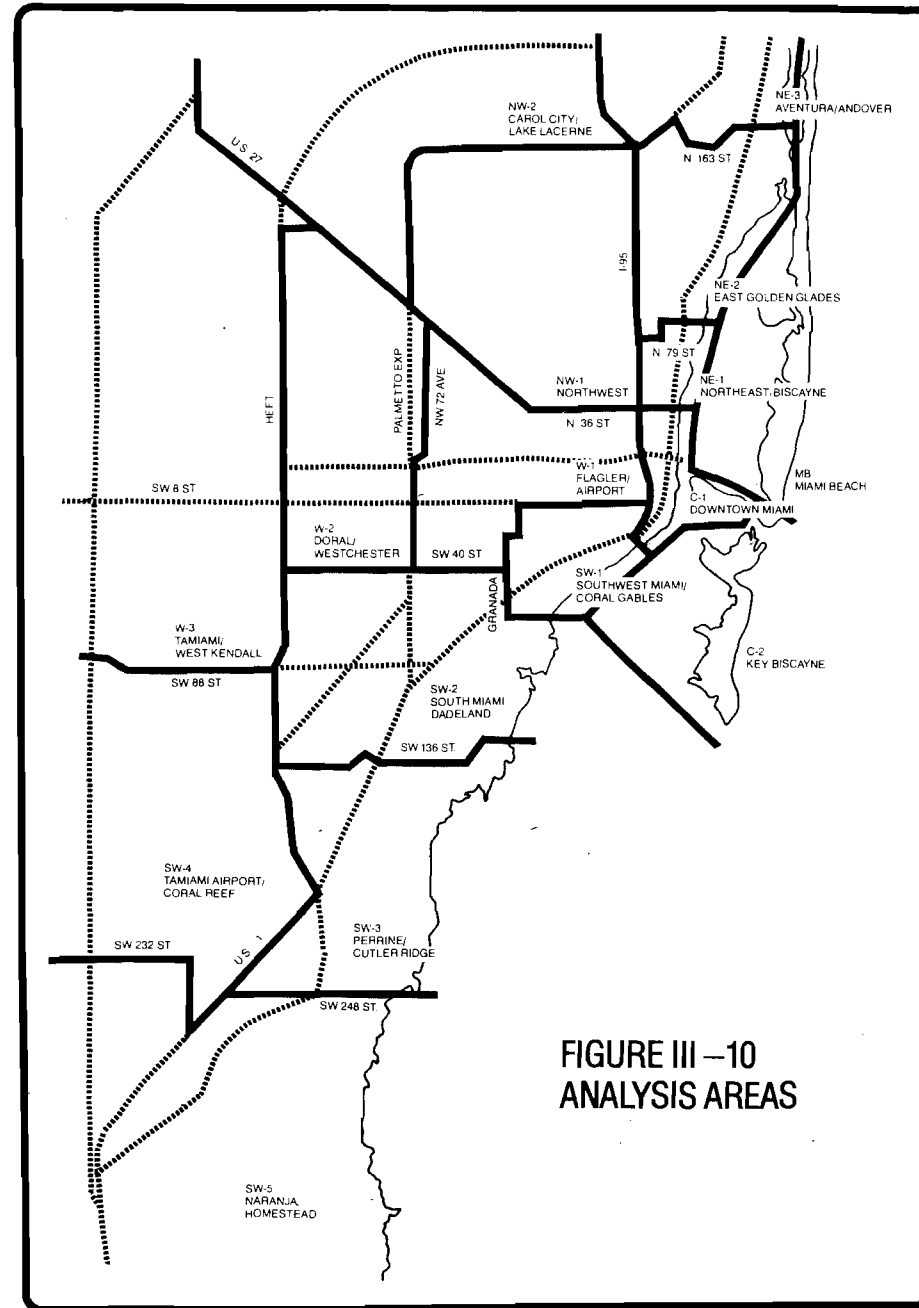 NE-3
AVENTURA/ANDOVER
NW-2
CAROL CITY/
LAKE LACERNE
N 163 ST
U.S. 27
I-95
NE-2
EAST GOLDEN GLADES
N 79 ST
HEFT
PALMETTO EXP
NW 72 AVE
NW-1
NORTHWEST
NE-1
NORTHEAST/BISCAYNE
N 36 ST
W-1
FLAGLER/
AIRPORT
MB
MIAMI BEACH
SW 8 ST
C-1
DOWNTOWN MIAMI
W-2
DORAL/
WESTCHESTER
SW 40 ST
SW-1
SOUTHWEST MIAMI/
CORAL GABLES
GRANADA
W-3
TAMIAMI/
WEST KENDALL
C-2
KEY BISCAYNE
SW 88 ST
SW-2
SOUTH MIAMI
DADELAND
SW 136 ST
SW-4
TAMIAMI AIRPORT/
CORAL REEF
SW-3
PERRINE/
CUTLER RIDGE
SW 232 ST
U.S. 1
SW 248 ST
FIGURE III-10
ANALYSIS AREAS
SW-5
NARANJA
HOMESTEAD